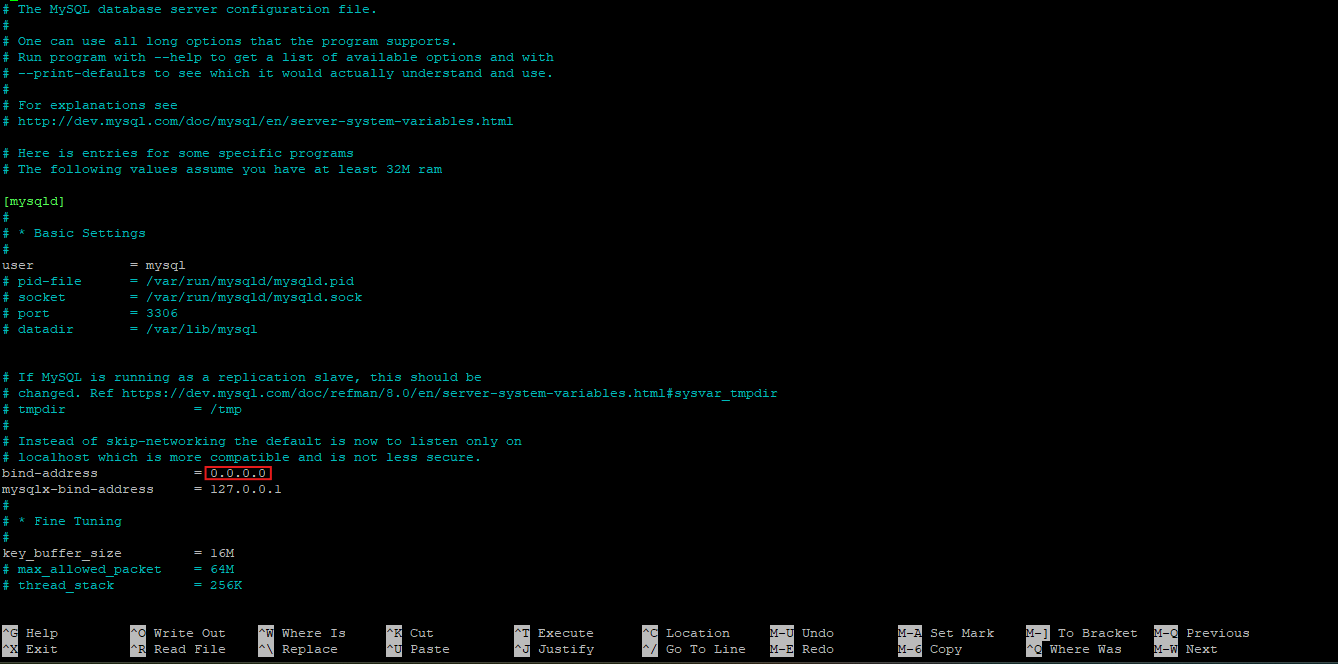 # The MySQL database server configuration file.
#
# One can use all long options that the program supports.
# Run program with --help to get a list of available options and with
# --print-defaults to see which it would actually understand and use.
#
# For explanations see
# http://dev.mysql.com/doc/mysql/en/server-system-variables.html

# Here is entries for some specific programs
# The following values assume you have at least 32M ram

[mysqld]
#
# * Basic Settings
#
user            = mysql
# pid-file      = /var/run/mysqld/mysqld.pid
# socket        = /var/run/mysqld/mysqld.sock
# port          = 3306
# datadir       = /var/lib/mysql


# If MySQL is running as a replication slave, this should be
# changed. Ref https://dev.mysql.com/doc/refman/8.0/en/server-system-variables.html#sysvar_tmpdir
# tmpdir                = /tmp
#
# Instead of skip-networking the default is now to listen only on
# localhost which is more compatible and is not less secure.
bind-address            = 0.0.0.0
mysqlx-bind-address     = 127.0.0.1
#
# * Fine Tuning
#
key_buffer_size         = 16M
# max_allowed_packet    = 64M
# thread_stack          = 256K

^G Help         ^O Write Out    ^W Where Is     ^K Cut          ^T Execute      ^C Location     M-U Undo        M-A Set Mark    M-] To Bracket  M-Q Previous
^X Exit         ^R Read File    ^\ Replace      ^U Paste        ^J Justify      ^/ Go To Line   M-E Redo        M-6 Copy        ^Q Where Was    M-W Next